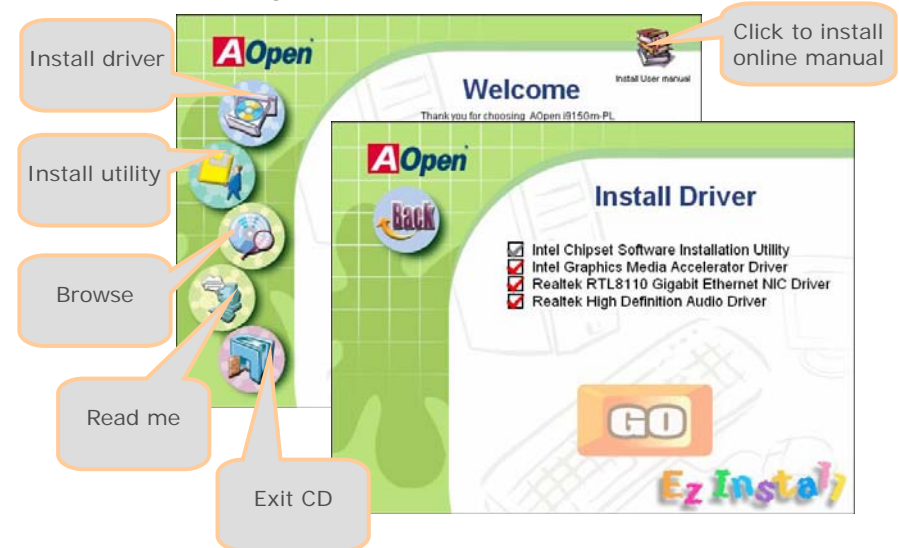 Install driver
AOpen
Click to install
online manual
Install User manual
Welcome
Thank you for choosing AOpen i915Gm-PL
Install utility
AOpen
Back
Install Driver
Intel Chipset Software Installation Utility
Intel Graphics Media Accelerator Driver
Realtek RTL8110 Gigabit Ethernet NIC Driver
Realtek High Definition Audio Driver
Browse
Read me
GO
Exit CD
Ez Install